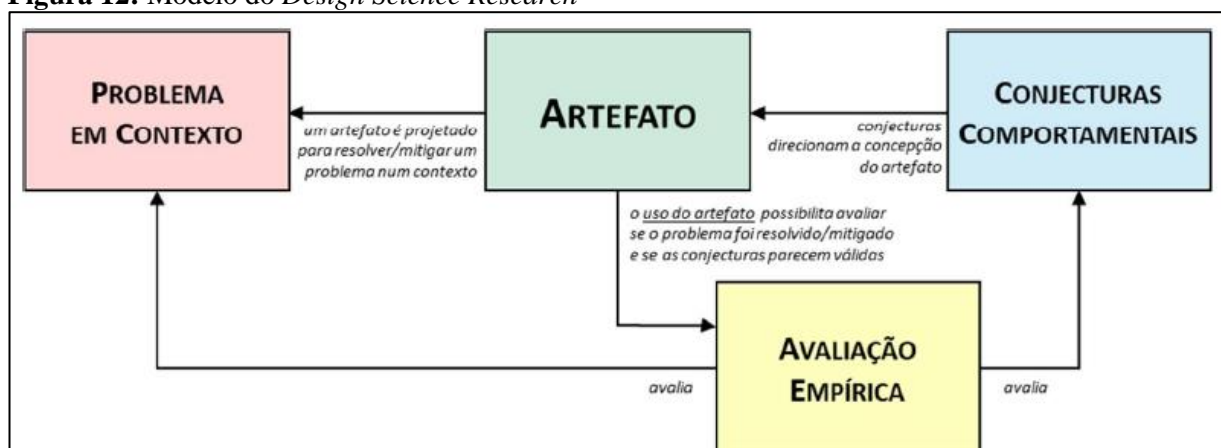 Figura 12: Modelo do Design Science Research
PROBLEMA
EM CONTEXTO
um artefato é projetado
para resolver/mitigar um
problema num contexto
ARTEFATO
conjecturas
direcionam a concepção
do artefato
CONJECTURAS
COMPORTAMENTAIS
o uso do artefato possibilita avaliar
se o problema foi resolvido/mitigado
e se as conjecturas parecem válidas
avalia
AVALIAÇÃO
EMPÍRICA
avalia